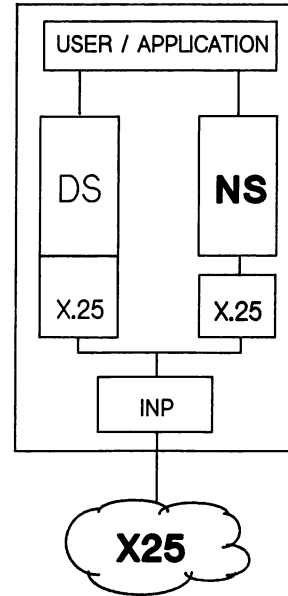 USER / APPLICATION
DS
NS
X.25
X.25
INP
X25